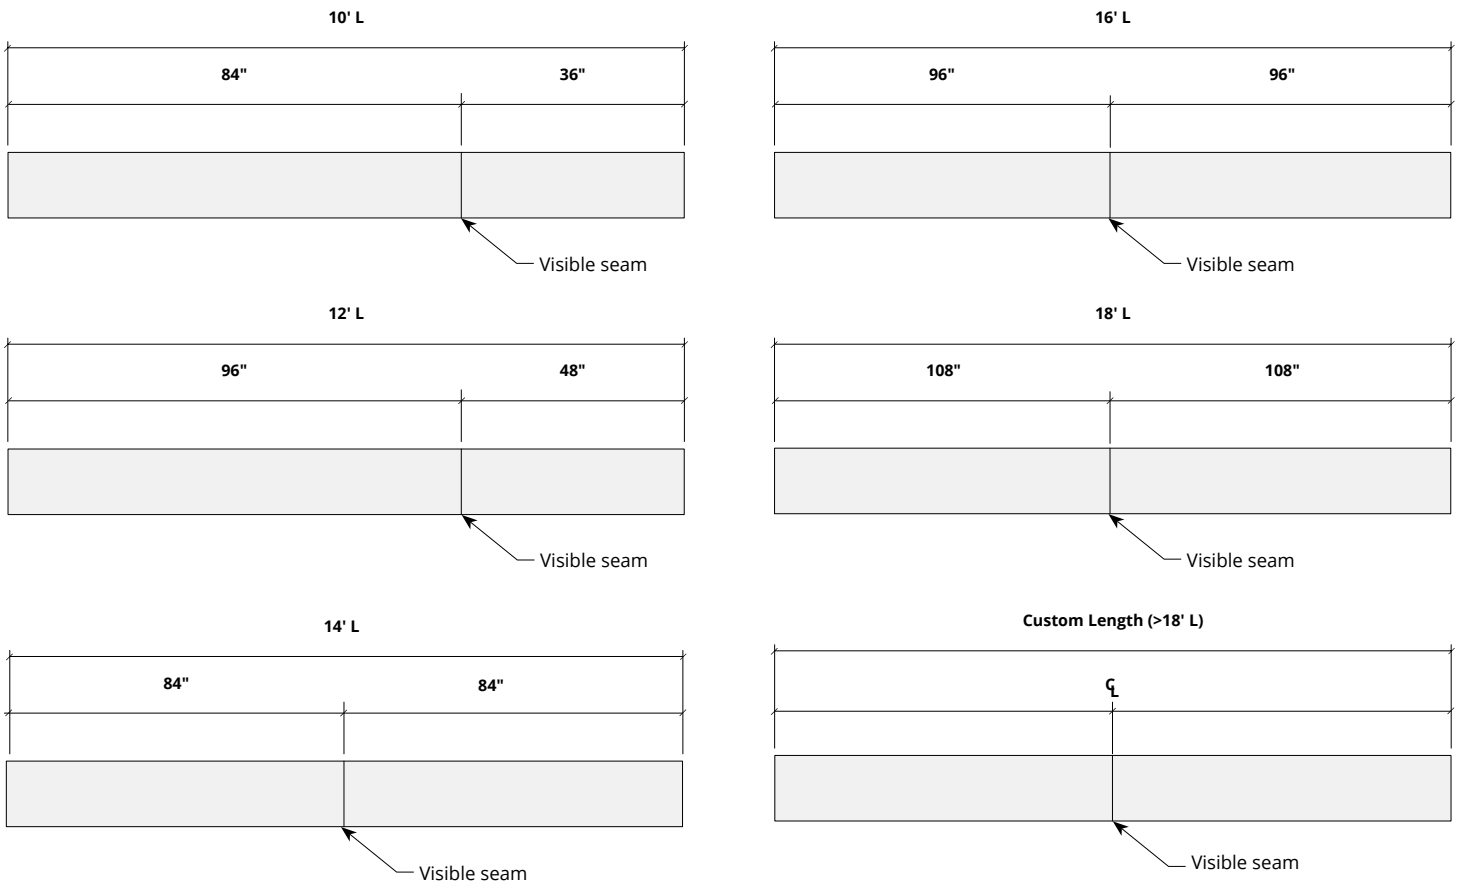 10' L
84"
36"
Visible seam
12' L
96"
48"
Visible seam
14' L
84"
84"
Visible seam
16' L
96"
96"
Visible seam
18' L
108"
108"
Visible seam
Custom Length (>18' L)
CL
Visible seam